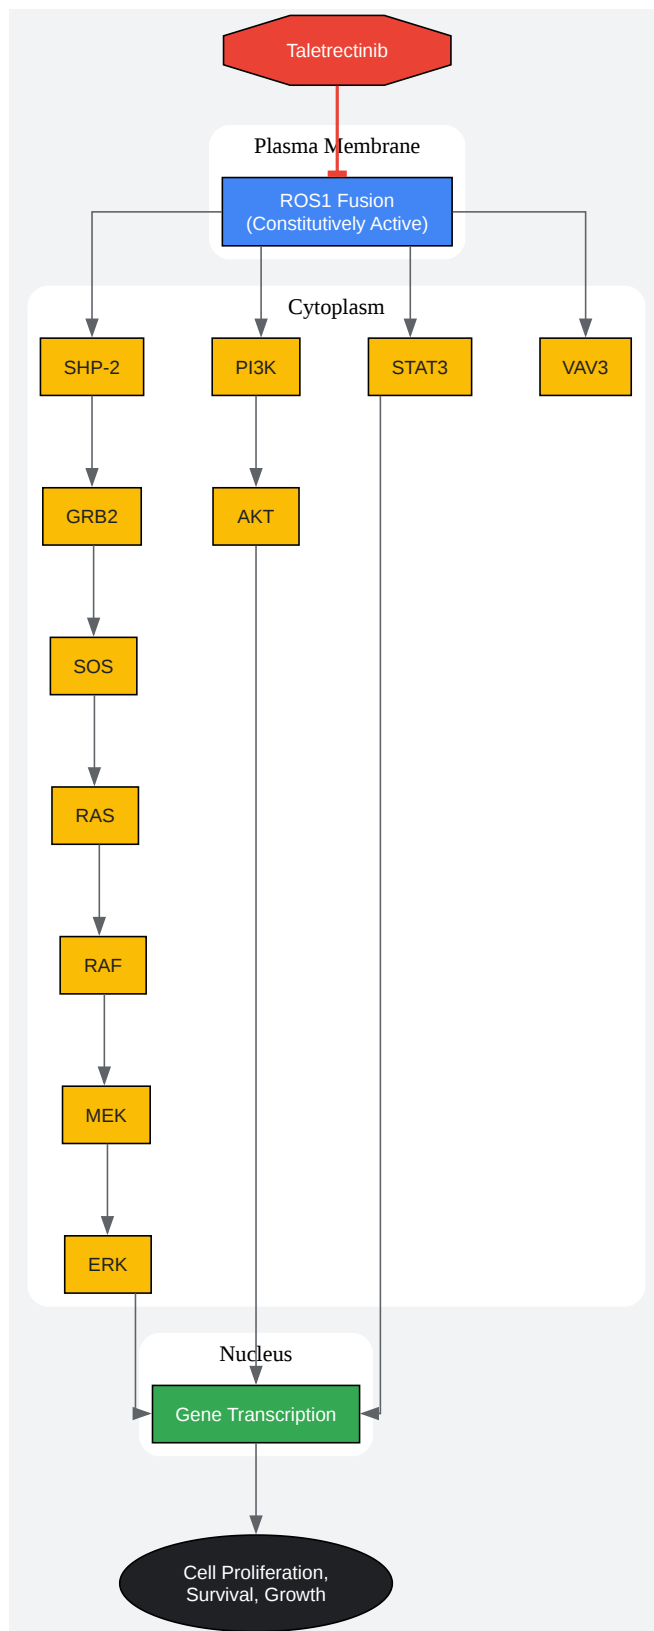 Taletrectinib
Plasma Membrane
ROS1 Fusion
(Constitutively Active)
Cytoplasm
SHP-2
PI3K
STAT3
VAV3
GRB2
AKT
SOS
RAS
RAF
MEK
ERK
Nucleus
Gene Transcription
Cell Proliferation,
Survival, Growth